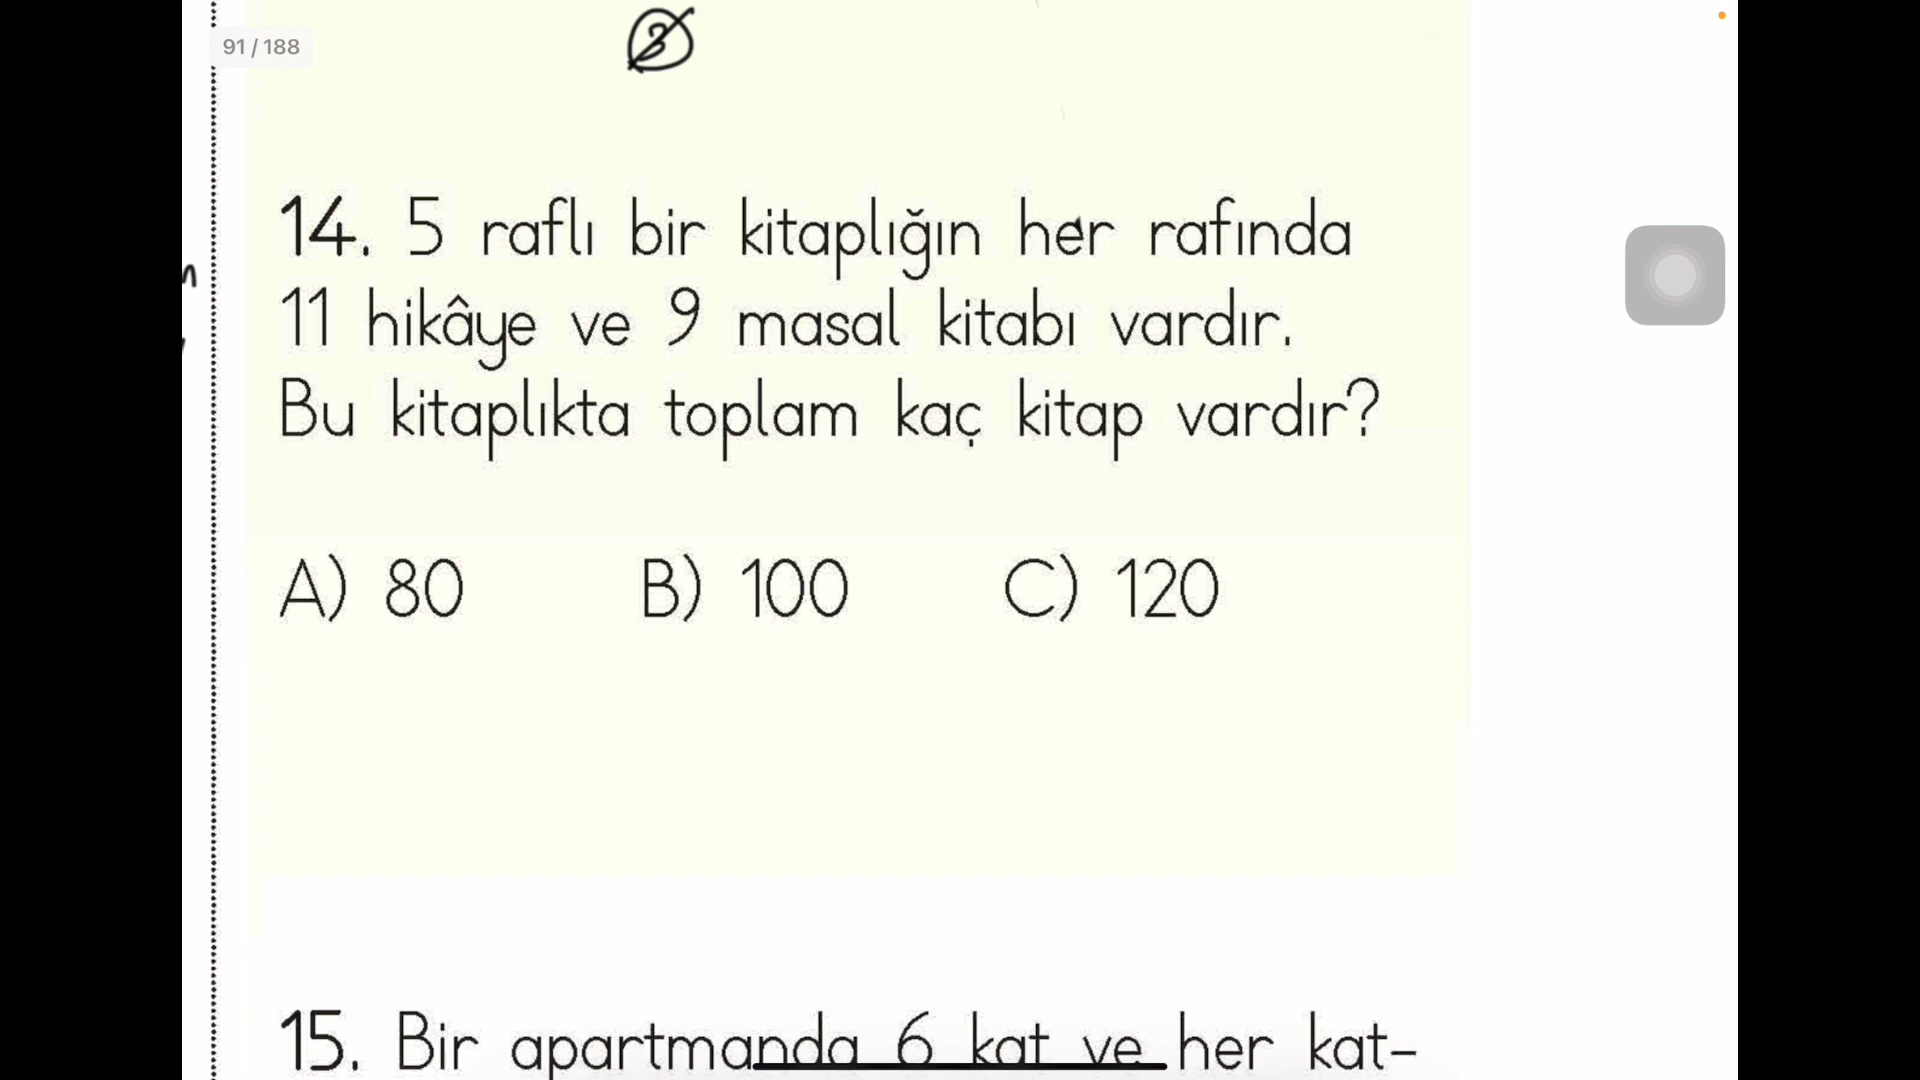 91 / 188
3
14. 5 raflı bir kitaplığın her rafında
11 hikâye ve 9 masal kitabı vardır.
Bu kitaplıkta toplam kaç kitap vardır?
A) 80 B) 100 C) 120
15. Bir apartmanda 6 kat ve her kat-